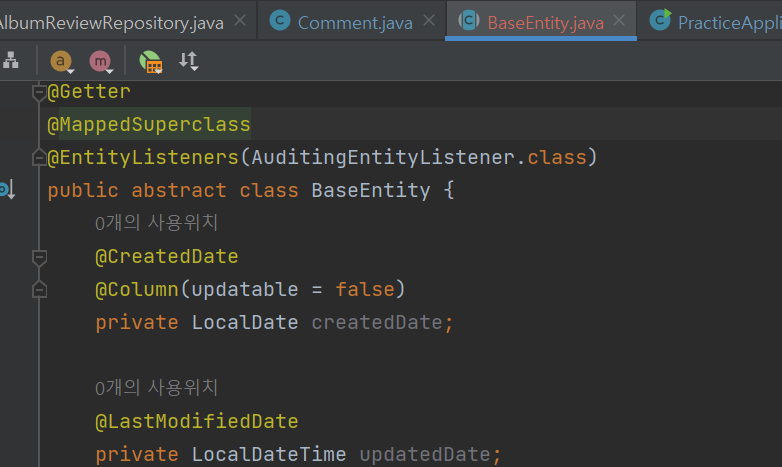 AlbumReviewRepository.java Comment.java BaseEntity.java PracticeAppli
a m
@Getter
@MappedSuperclass
@EntityListeners(AuditingEntityListener.class)
public abstract class BaseEntity {
0개의 사용위치
@CreatedDate
@Column(updatable = false)
private LocalDate createdDate;
0개의 사용위치
@LastModifiedDate
private LocalDateTime updatedDate;